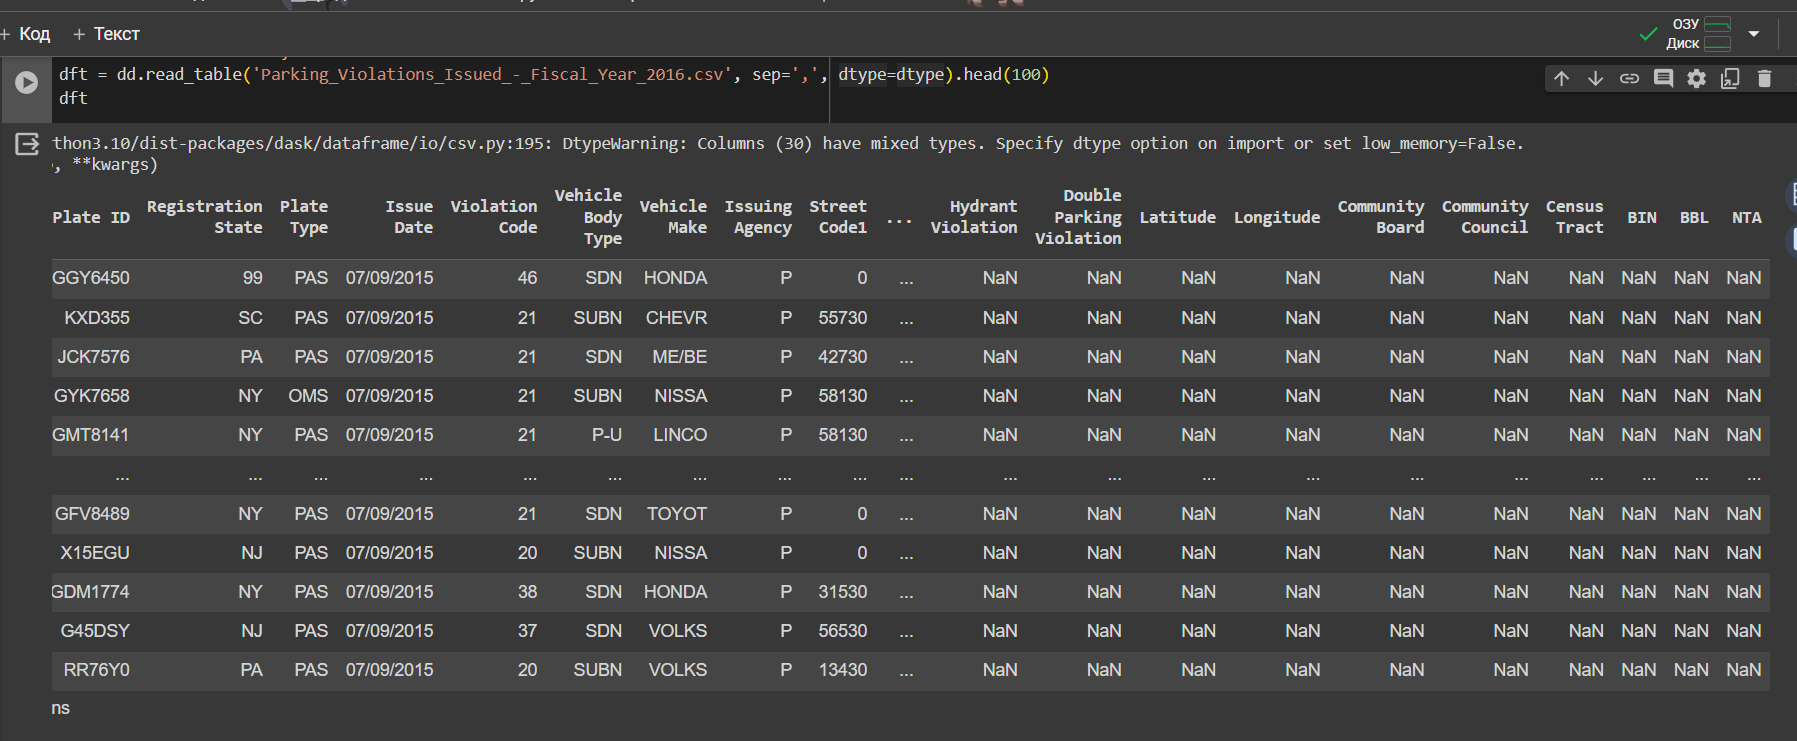 + Код + Текст
ОЗУ
Диск
dft = dd.read_table('Parking_Violations_Issued_-_Fiscal_Year_2016.csv', sep=',', dtype=dtype).head(100)
dft
thon3.10/dist-packages/dask/dataframe/io/csv.py:195: DtypeWarning: Columns (30) have mixed types. Specify dtype option on import or set low_memory=False.
, **kwargs)
Plate ID Registration State Plate Type Issue Date Violation Code Vehicle Body Type Vehicle Make Issuing Agency Street Code1 ... Hydrant Violation Double Parking Violation Latitude Longitude Community Board Community Council Census Tract BIN BBL NTA
GGY6450 99 PAS 07/09/2015 46 SDN HONDA P 0 ... NaN NaN NaN NaN NaN NaN NaN NaN NaN NaN
KXD355 SC PAS 07/09/2015 21 SUBN CHEVR P 55730 ... NaN NaN NaN NaN NaN NaN NaN NaN NaN NaN
JCK7576 PA PAS 07/09/2015 21 SDN ME/BE P 42730 ... NaN NaN NaN NaN NaN NaN NaN NaN NaN NaN
GYK7658 NY OMS 07/09/2015 21 SUBN NISSA P 58130 ... NaN NaN NaN NaN NaN NaN NaN NaN NaN NaN
GMT8141 NY PAS 07/09/2015 21 P-U LINCO P 58130 ... NaN NaN NaN NaN NaN NaN NaN NaN NaN NaN
... ... ... ... ... ... ... ... ... ... ... ... ... ... ... ... ... ... ... ...
GFV8489 NY PAS 07/09/2015 21 SDN TOYOT P 0 ... NaN NaN NaN NaN NaN NaN NaN NaN NaN NaN
X15EGU NJ PAS 07/09/2015 20 SUBN NISSA P 0 ... NaN NaN NaN NaN NaN NaN NaN NaN NaN NaN
GDM1774 NY PAS 07/09/2015 38 SDN HONDA P 31530 ... NaN NaN NaN NaN NaN NaN NaN NaN NaN NaN
G45DSY NJ PAS 07/09/2015 37 SDN VOLKS P 56530 ... NaN NaN NaN NaN NaN NaN NaN NaN NaN NaN
RR76Y0 PA PAS 07/09/2015 20 SUBN VOLKS P 13430 ... NaN NaN NaN NaN NaN NaN NaN NaN NaN NaN
ns